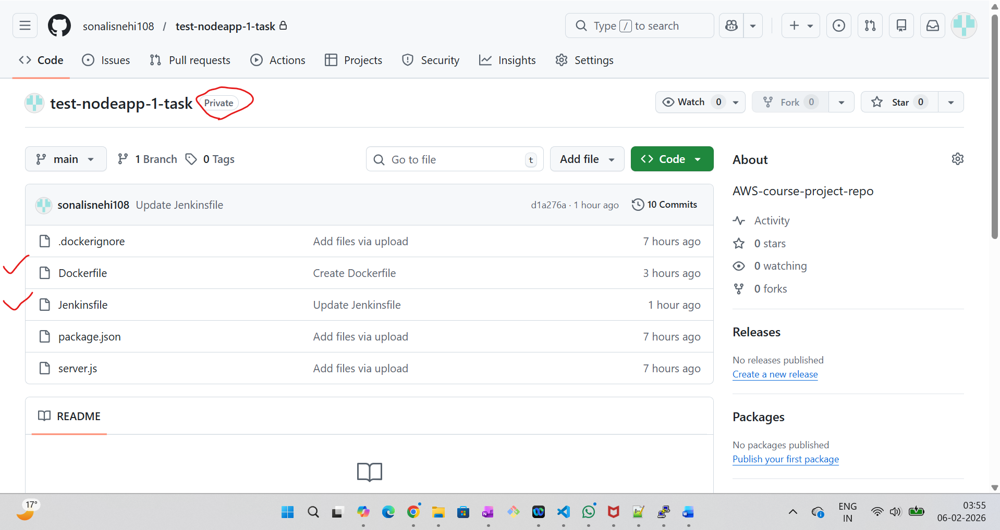 sonalisnehi108 / test-nodeapp-1-task
Type / to search
Code Issues Pull requests Actions Projects Security Insights Settings
test-nodeapp-1-task Private
Watch 0 Fork 0 Star 0
main 1 Branch 0 Tags
Go to file t
Add file Code
sonalisnehi108 Update Jenkinsfile d1a276a · 1 hour ago 10 Commits
.dockerignore Add files via upload 7 hours ago
Dockerfile Create Dockerfile 3 hours ago
Jenkinsfile Update Jenkinsfile 1 hour ago
package.json Add files via upload 7 hours ago
server.js Add files via upload 7 hours ago
README
About
AWS-course-project-repo
Activity
0 stars
0 watching
0 forks
Releases
No releases published
Create a new release
Packages
No packages published
Publish your first package
17°
ENG
IN
03:55
06-02-2026